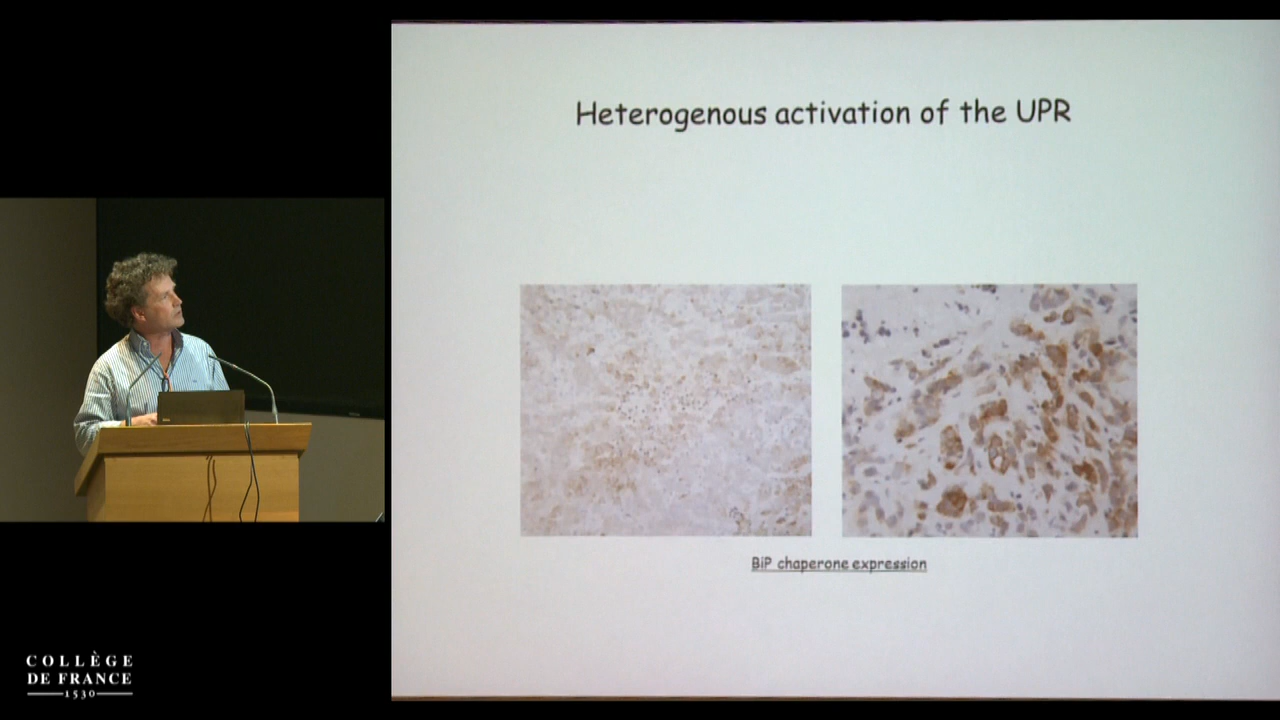 Heterogenous activation of the UPR
BiP chaperone expression
COLLÈGE
DE FRANCE
1530